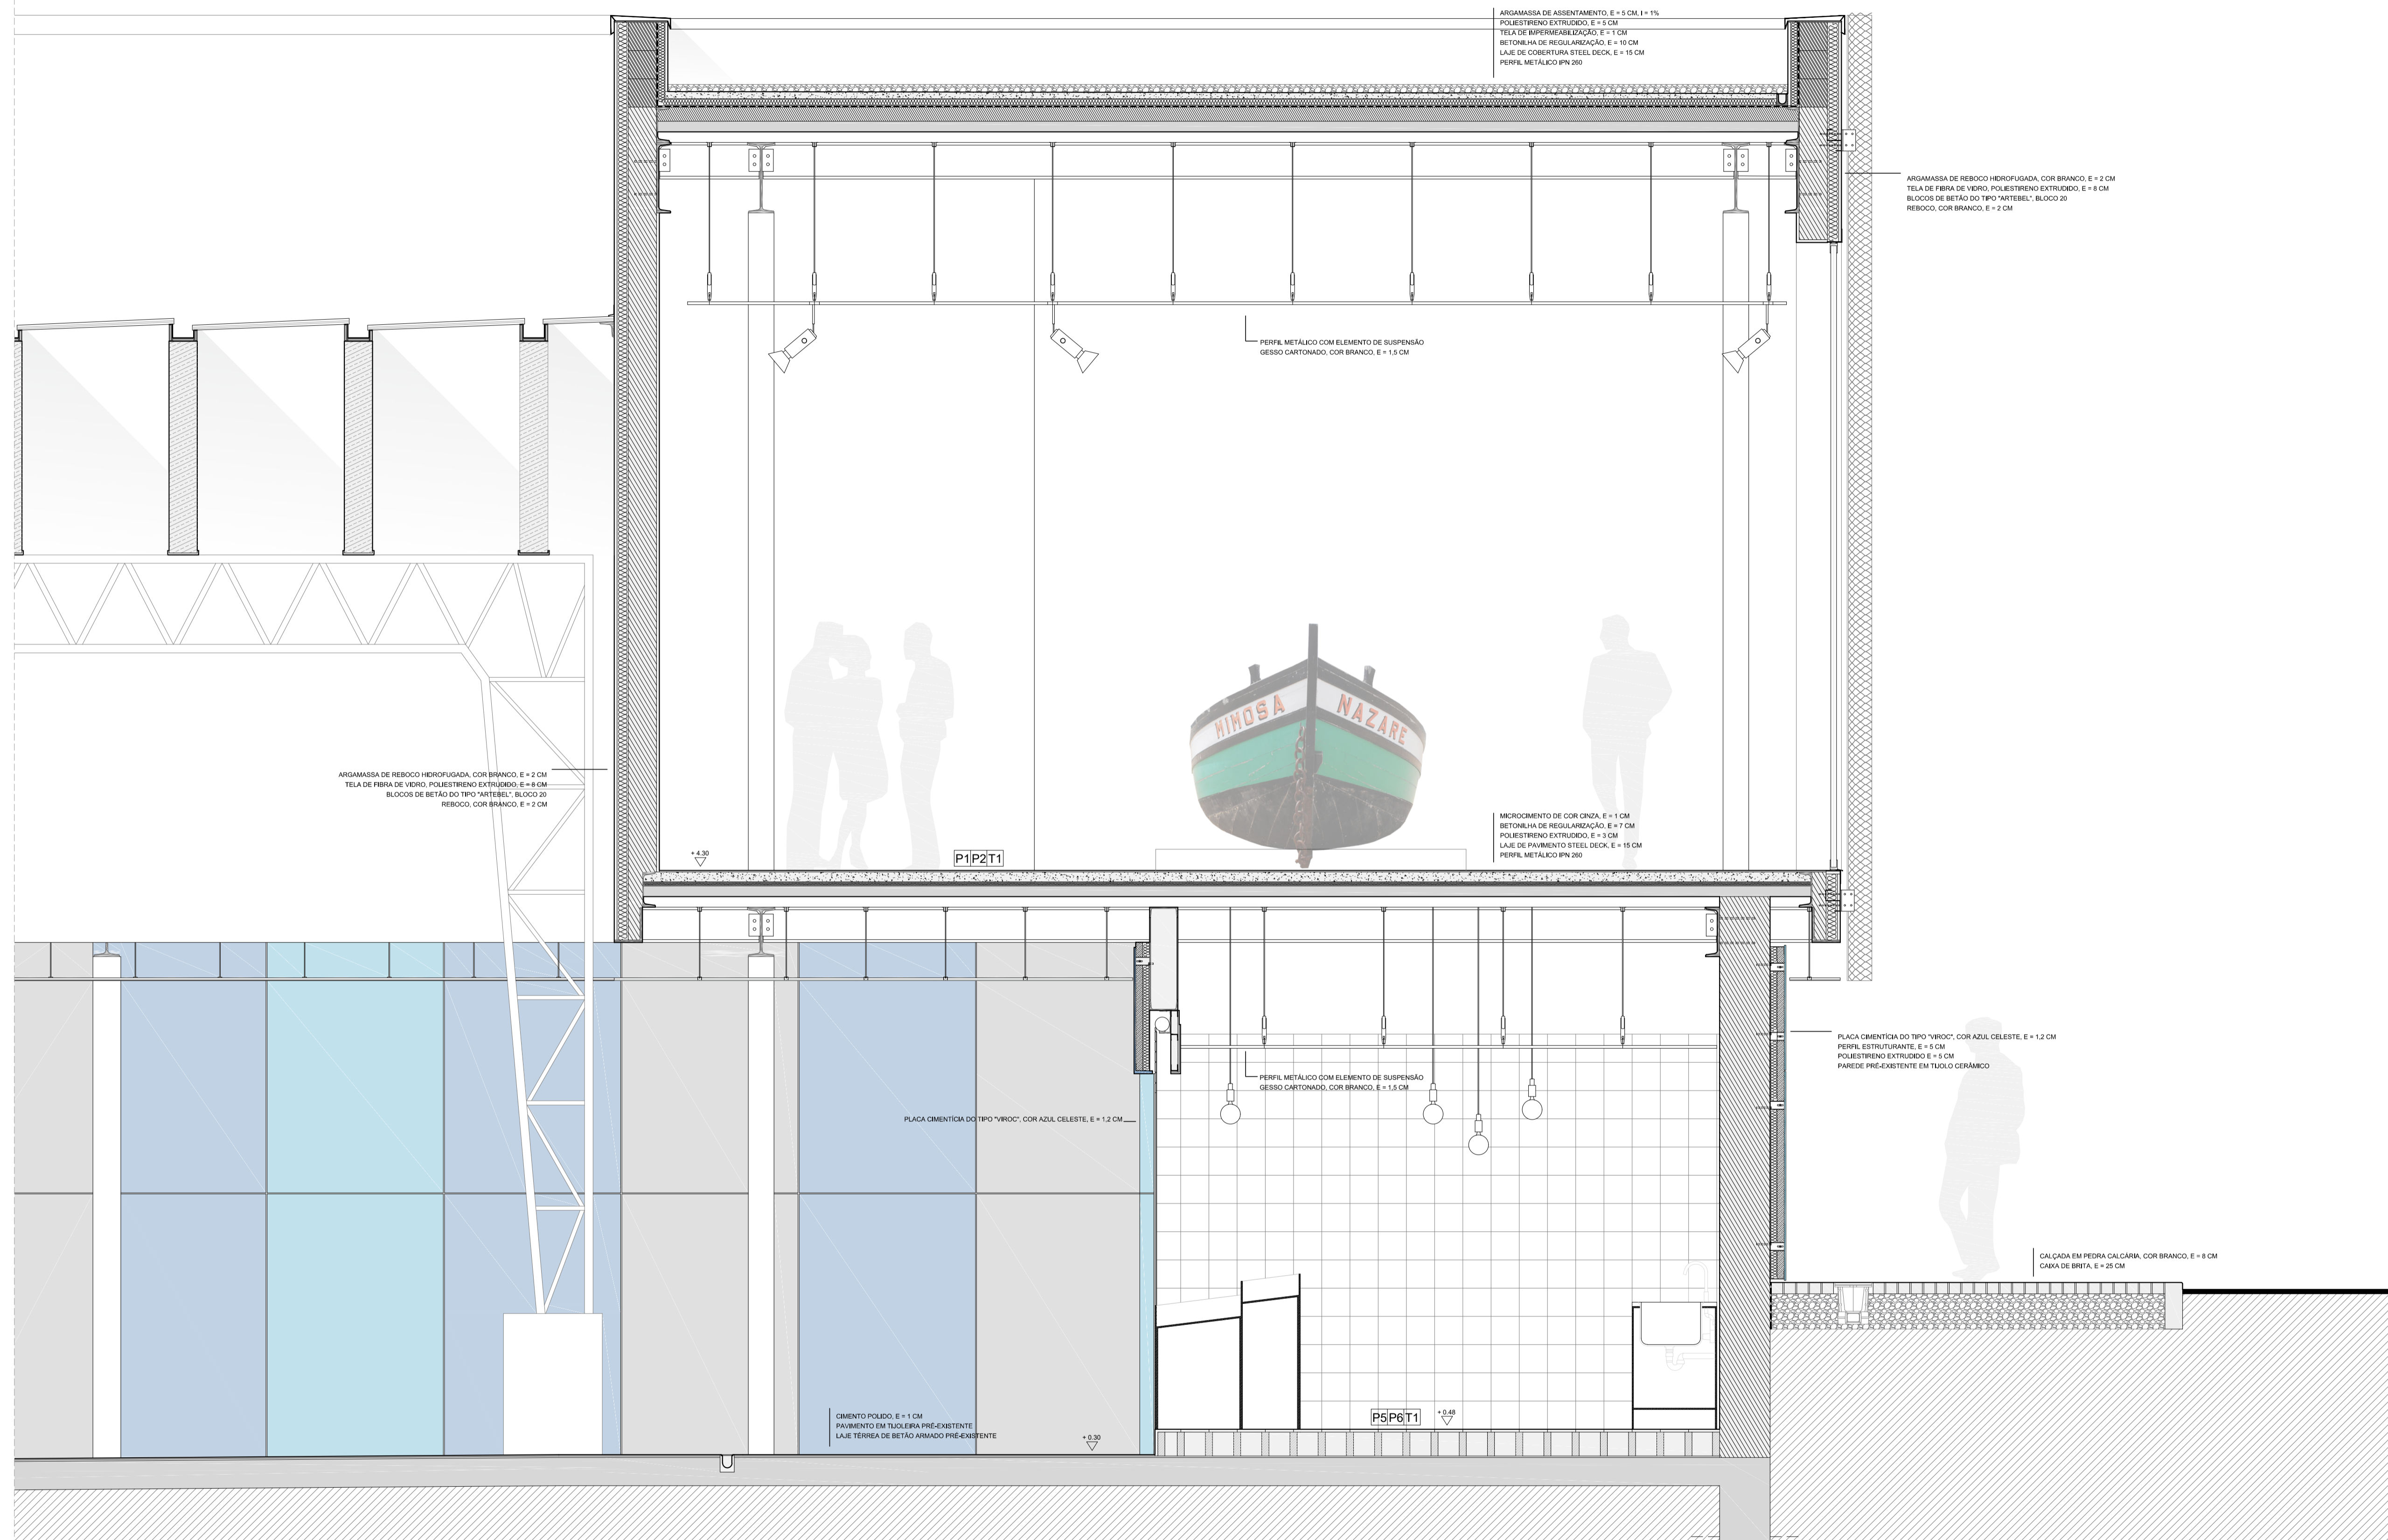 ARGAMASSA DE ASSENTAMENTO, E = 5 CM, I = 1%
POLIESTIRENO EXTRUDIDO, E = 5 CM
TELA DE IMPERMEABILIZAÇÃO, E = 1 CM
BETONILHA DE REGULARIZAÇÃO, E = 10 CM
LAJE DE COBERTURA STEEL DECK, E = 15 CM
PERFIL METÁLICO IPN 260
ARGAMASSA DE REBOCO HIDROFUGADA, COR BRANCO, E = 2 CM
TELA DE FIBRA DE VIDRO, POLIESTIRENO EXTRUDIDO, E = 8 CM
BLOCOS DE BETÃO DO TIPO "ARTEBEL", BLOCO 20
REBOCO, COR BRANCO, E = 2 CM
PERFIL METÁLICO COM ELEMENTO DE SUSPENSÃO
GESSO CARTONADO, COR BRANCO, E = 1,5 CM
MIMOSA
NAZARE
ARGAMASSA DE REBOCO HIDROFUGADA, COR BRANCO, E = 2 CM
TELA DE FIBRA DE VIDRO, POLIESTIRENO EXTRUDIDO, E = 8 CM
BLOCOS DE BETÃO DO TIPO "ARTEBEL", BLOCO 20
REBOCO, COR BRANCO, E = 2 CM
MICROCIMENTO DE COR CINZA, E = 1 CM
BETONILHA DE REGULARIZAÇÃO, E = 7 CM
POLIESTIRENO EXTRUDIDO, E = 3 CM
LAJE DE PAVIMENTO STEEL DECK, E = 15 CM
PERFIL METÁLICO IPN 260
+ 4.30
P1 P2 T1
PLACA CIMENTÍCIA DO TIPO "VIROC", COR AZUL CELESTE, E = 1,2 CM
PERFIL ESTRUTURANTE, E = 5 CM
POLIESTIRENO EXTRUDIDO E = 5 CM
PAREDE PRÉ-EXISTENTE EM TIJOLO CERÂMICO
PERFIL METÁLICO COM ELEMENTO DE SUSPENSÃO
GESSO CARTONADO, COR BRANCO, E = 1,5 CM
PLACA CIMENTÍCIA DO TIPO "VIROC", COR AZUL CELESTE, E = 1,2 CM
CALÇADA EM PEDRA CALCÁRIA, COR BRANCO, E = 8 CM
CAIXA DE BRITA, E = 25 CM
CIMENTO POLIDO, E = 1 CM
PAVIMENTO EM TIJOLEIRA PRÉ-EXISTENTE
LAJE TÉRREA DE BETÃO ARMADO PRÉ-EXISTENTE
+ 0.30
P5 P6 T1
+ 0.48